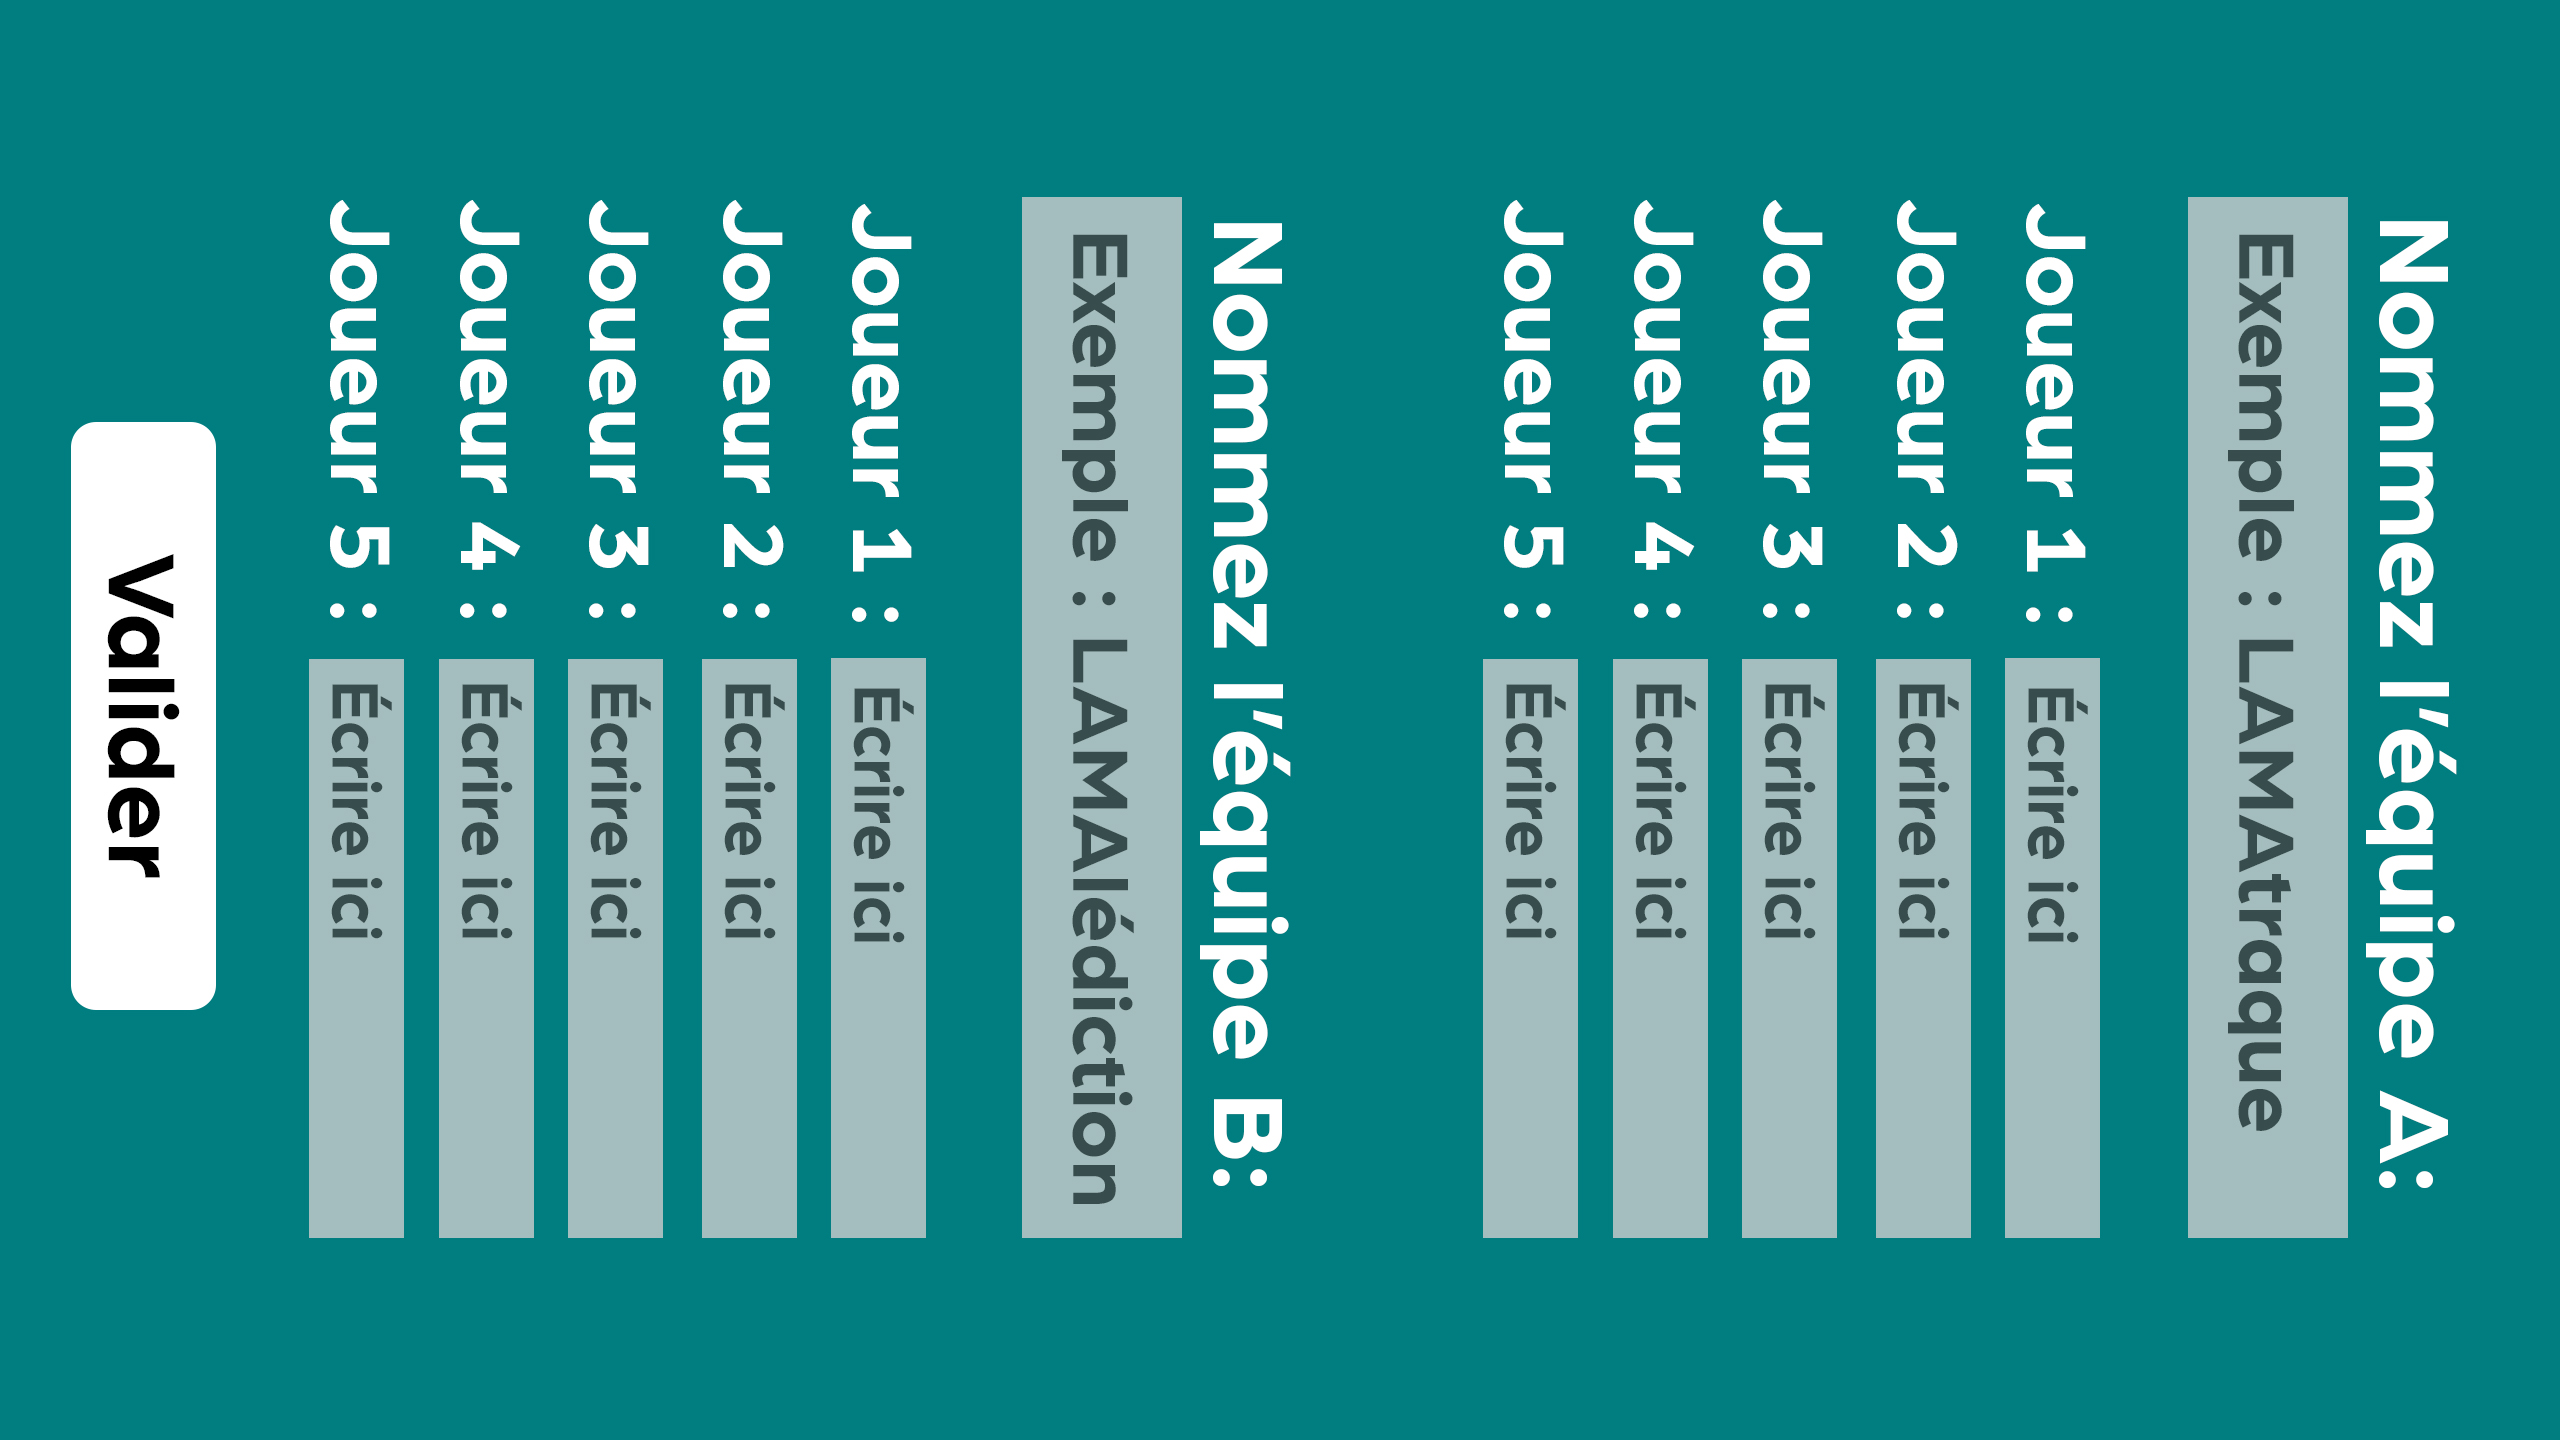 Nommez l’équipe A:
Exemple : LAMAtraque
Joueur 1 : Écrire ici
Joueur 2 : Écrire ici
Joueur 3 : Écrire ici
Joueur 4 : Écrire ici
Joueur 5 : Écrire ici
Nommez l’équipe B:
Exemple : LAMAlédiction
Joueur 1 : Écrire ici
Joueur 2 : Écrire ici
Joueur 3 : Écrire ici
Joueur 4 : Écrire ici
Joueur 5 : Écrire ici
Valider